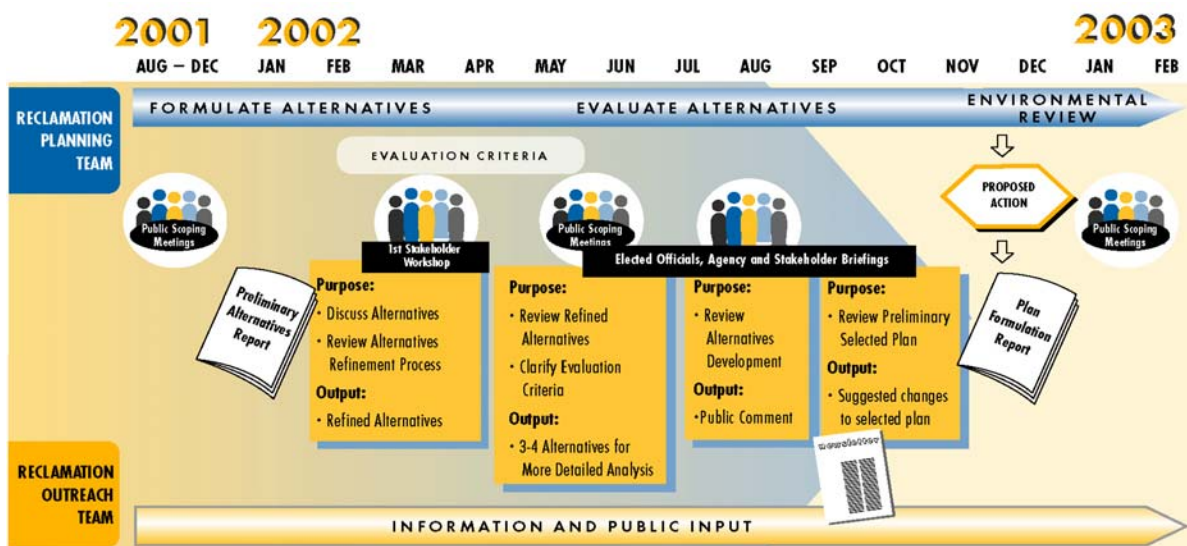 2001 2002 2003
AUG – DEC JAN FEB MAR APR MAY JUN JUL AUG SEP OCT NOV DEC JAN FEB
RECLAMATION
PLANNING
TEAM
FORMULATE ALTERNATIVES
EVALUATE ALTERNATIVES
ENVIRONMENTAL
REVIEW
EVALUATION CRITERIA
Public Scoping
Meetings
Preliminary
Alternatives
Report
1st Stakeholder
Workshop
Purpose:
• Discuss Alternatives
• Review Alternatives
Refinement Process
Output:
• Refined Alternatives
Public Scoping
Meetings
Elected Officials, Agency and Stakeholder Briefings
Purpose:
• Review Refined
Alternatives
• Clarify Evaluation
Criteria
Output:
• 3-4 Alternatives for
More Detailed Analysis
Purpose:
• Review
Alternatives
Development
Output:
•Public Comment
Purpose:
• Review Preliminary
Selected Plan
Output:
• Suggested changes
to selected plan
newsletter
PROPOSED
ACTION
Plan
Formulation
Report
Public Scoping
Meetings
RECLAMATION
OUTREACH
TEAM
INFORMATION AND PUBLIC INPUT